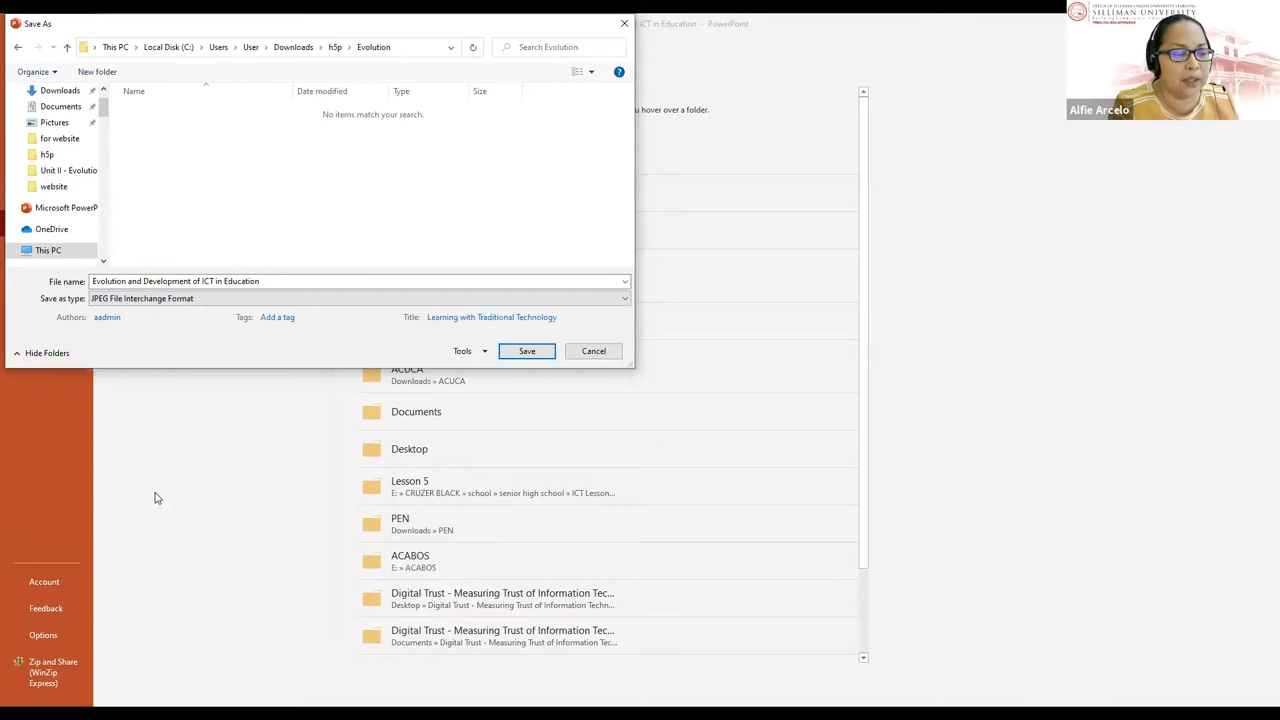 Save As
ICT in Education - PowerPoint
This PC
Local Disk (C:)
Users
User
Downloads
h5p
Evolution
Search Evolution
Organize
New folder
Name
Date modified
Type
Size
No items match your search.
Downloads
Documents
Pictures
for website
h5p
Unit II - Evolutio
website
Microsoft PowerP
OneDrive
This PC
File name:
Evolution and Development of ICT in Education
Save as type:
JPEG File Interchange Format
Authors:
aadmin
Tags:
Add a tag
Title:
Learning with Traditional Technology
Hide Folders
Tools
Save
Cancel
u hover over a folder.
ACUCA
Downloads » ACUCA
Documents
Desktop
Lesson 5
E: » CRUZER BLACK » school » senior high school » ICT Lesson...
PEN
Downloads » PEN
ACABOS
E: » ACABOS
Digital Trust - Measuring Trust of Information Tec...
Desktop » Digital Trust - Measuring Trust of Information Techn...
Digital Trust - Measuring Trust of Information Tec...
Documents » Digital Trust - Measuring Trust of Information Tec...
Account
Feedback
Options
Zip and Share
(WinZip
Express)
OFFICE OF SILLIMAN ONLINE UNIVERSITY LEARNING
SILLIMAN UNIVERSITY
Alfie Arcelo